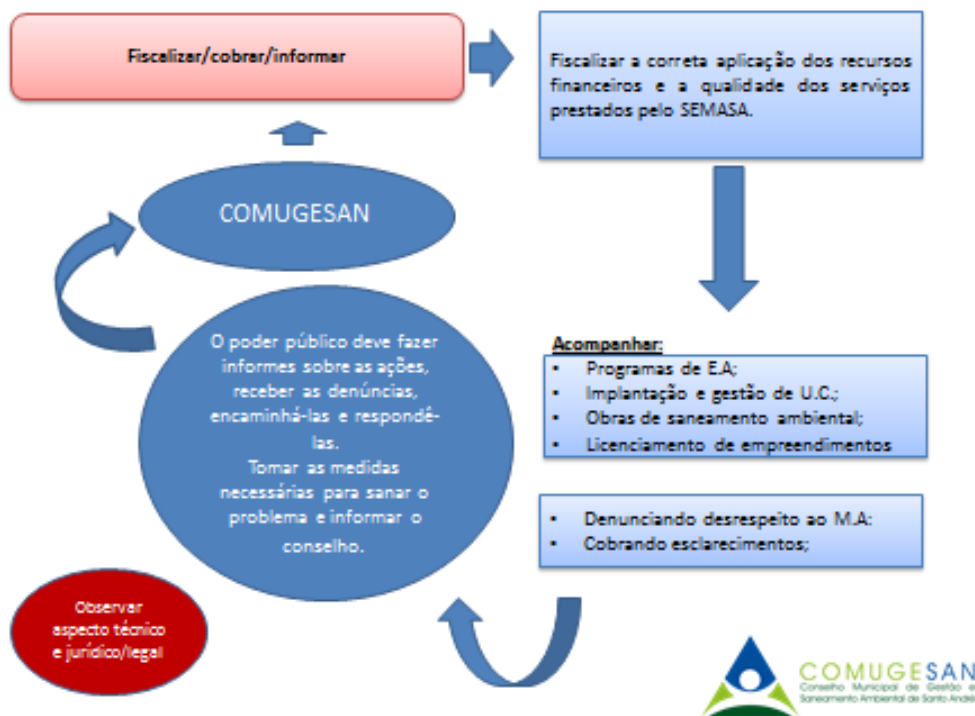 Fiscalizar/cobrar/informar
Fiscalizar a correta aplicação dos recursos
financeiros e a qualidade dos serviços
prestados pelo SEMASA.
COMUGESAN
O poder público deve fazer
informes sobre as ações,
receber as denúncias,
encaminhá-las e respondê-
las.
Tomar as medidas
necessárias para sanar o
problema e informar o
conselho.
Acompanhar:
• Programas de E.A;
• Implantação e gestão de U.C.;
• Obras de saneamento ambiental;
• Licenciamento de empreendimentos
• Denunciando desrespeito ao M.A:
• Cobrando esclarecimentos;
Observar
aspecto técnico
e jurídico/legal
COMUGESAN
Conselho Municipal de Gestão e
Saneamento Ambiental de Santo André